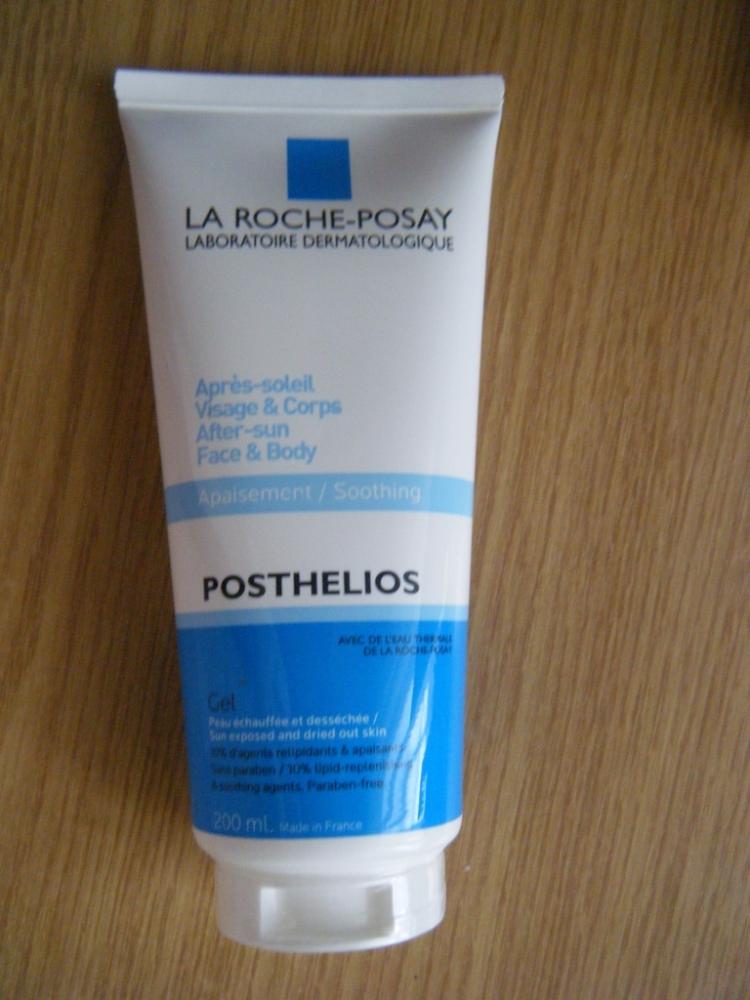 LA ROCHE-POSAY
LABORATOIRE DERMATOLOGIQUE
Après-soleil
Visage & Corps
After-sun
Face & Body
Apaisement / Soothing
POSTHELIOS
AVEC DE L'EAU THERMALE
DE LA ROCHE-POSAY
Gel
Peau échauffée et desséchée /
Sun exposed and dried out skin
10% d'agents relipidants & apaisants
Sans paraben / 10% lipid-replenishing
& soothing agents. Paraben-free
200 mL Made in France